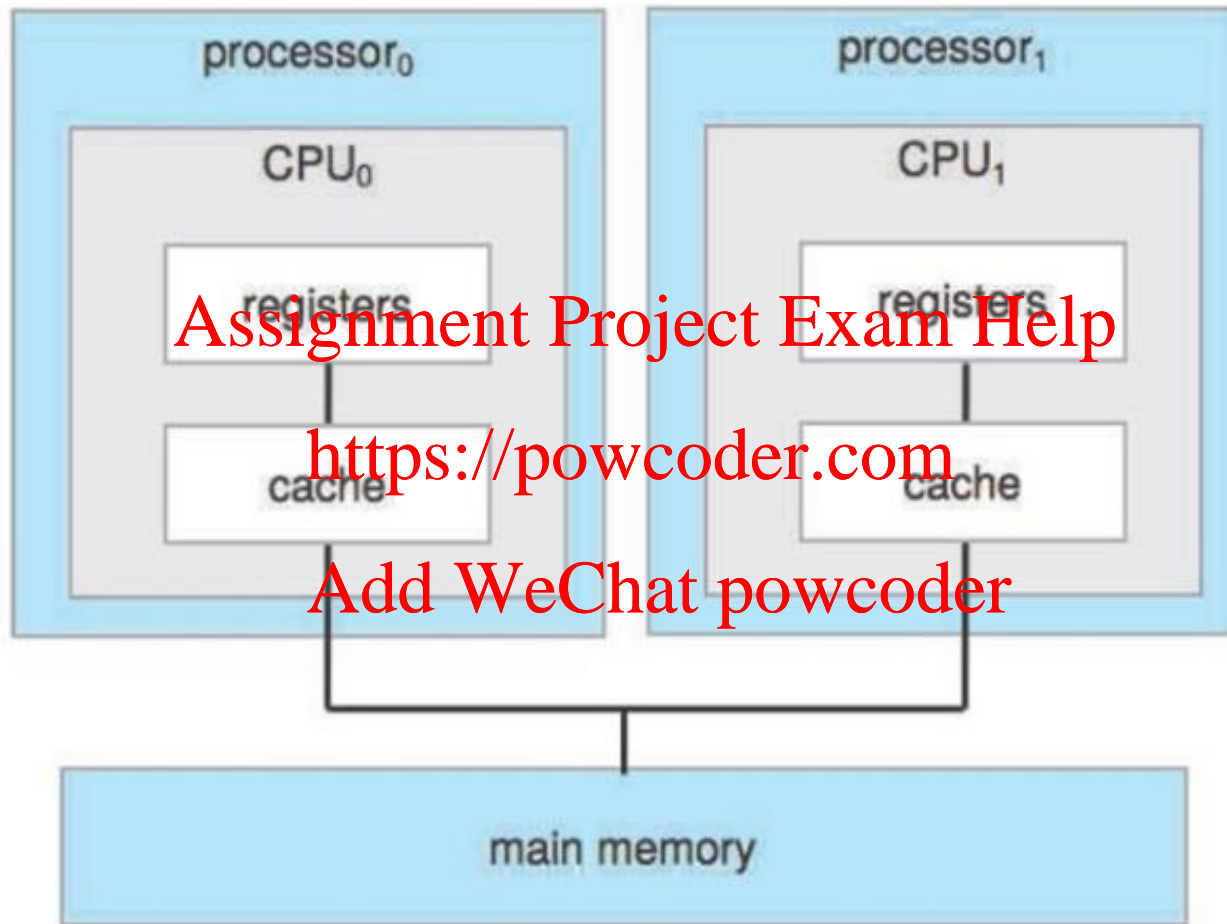 processor₀
processor₁
CPU₀
CPU₁
registers
registers
Assignment Project Exam Help
https://powcoder.com
cache
cache
Add WeChat powcoder
main memory